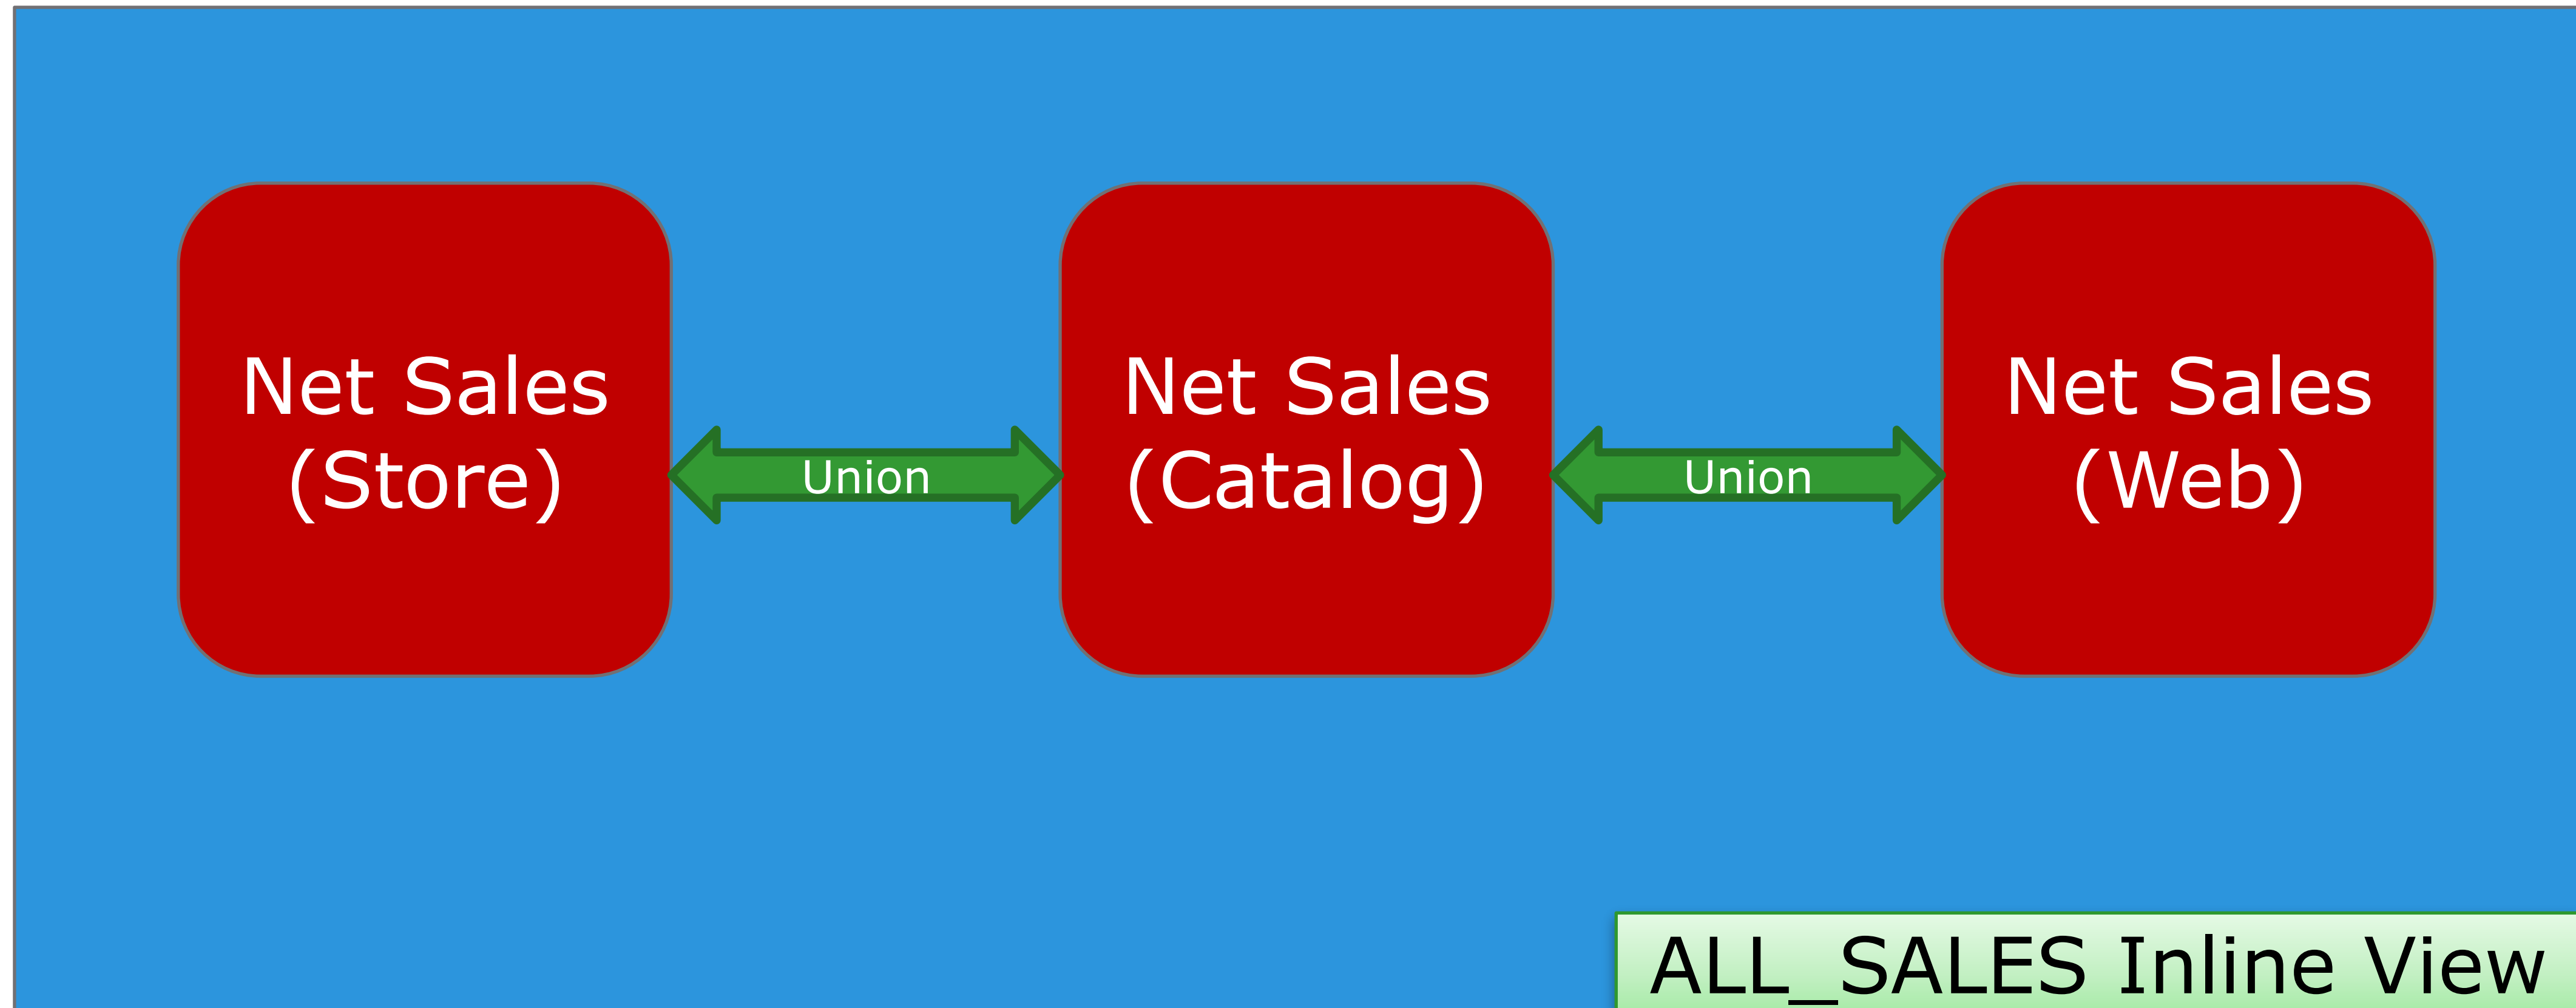 Net Sales
(Store)
Union
Net Sales
(Catalog)
Union
Net Sales
(Web)
ALL_SALES Inline View